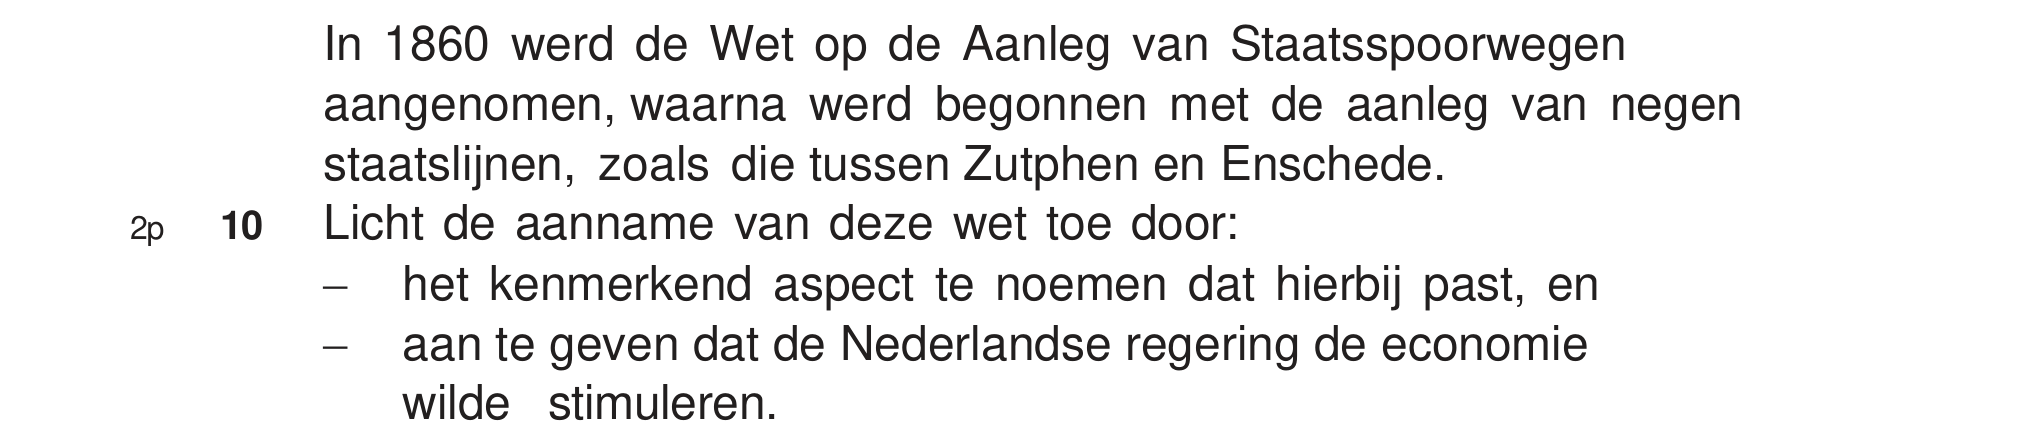 In 1860 werd de Wet op de Aanleg van Staatsspoorwegen
aangenomen, waarna werd begonnen met de aanleg van negen
staatslijnen, zoals die tussen Zutphen en Enschede.
2p 10 Licht de aanname van deze wet toe door:
– het kenmerkend aspect te noemen dat hierbij past, en
– aan te geven dat de Nederlandse regering de economie
wilde stimuleren.